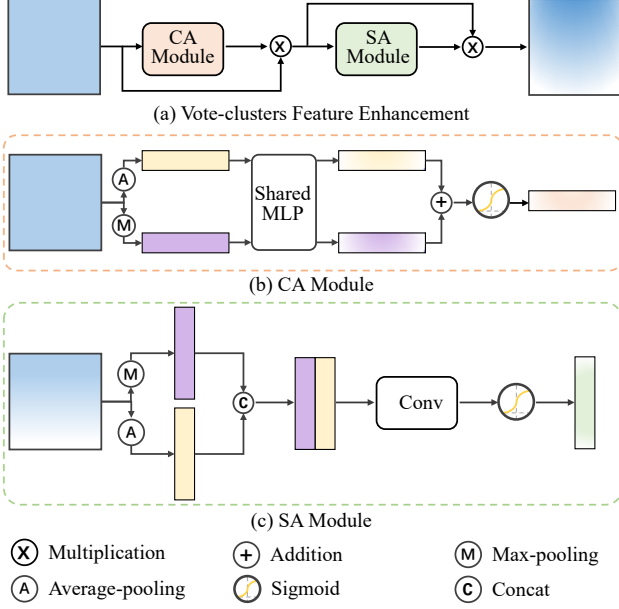 CA
Module
X
SA
Module
X
(a) Vote-clusters Feature Enhancement
A
M
Shared
MLP
+
(b) CA Module
M
A
C
Conv
(c) SA Module
X Multiplication
+ Addition
M Max-pooling
A Average-pooling
Sigmoid
C Concat